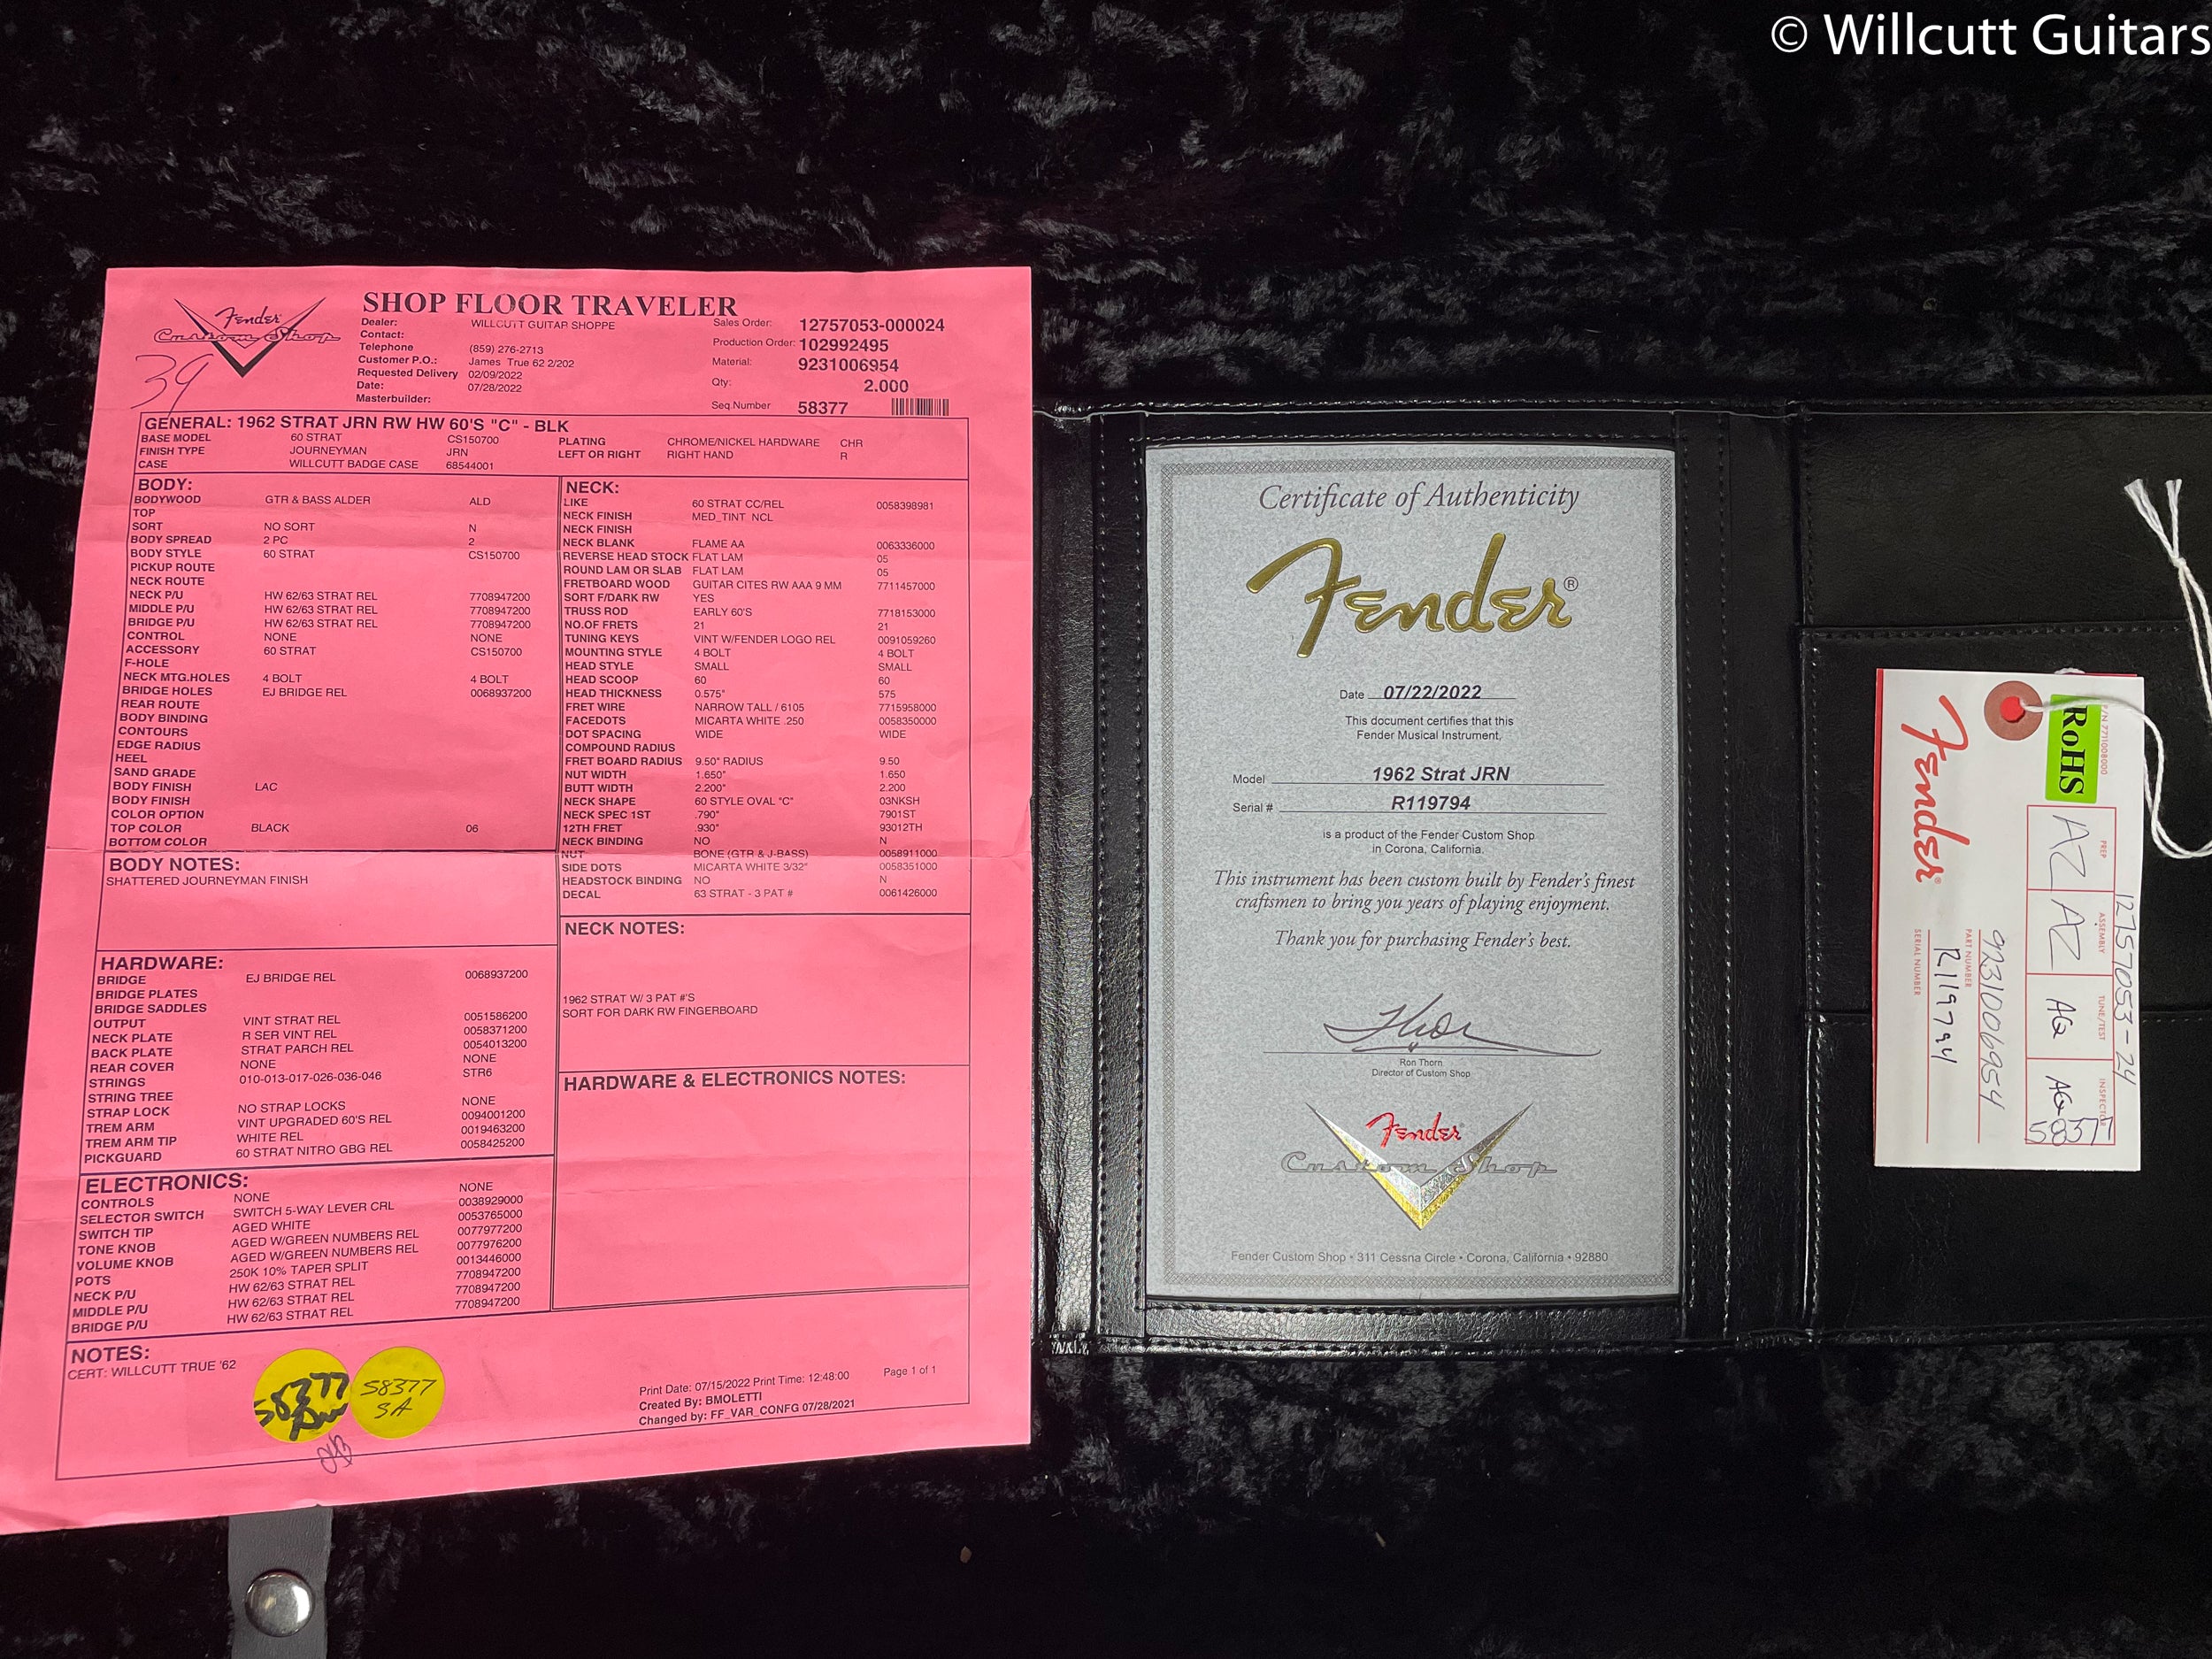 © Willcutt Guitars
Fender
Custom Shop
39
SHOP FLOOR TRAVELER
Dealer: WILLCUTT GUITAR SHOPPE
Contact:
Telephone (859) 276-2713
Customer P.O.: James True 62 2/202
Requested Delivery 02/09/2022
Date: 07/28/2022
Masterbuilder:
Sales Order: 12757053-000024
Production Order: 102992495
Material: 9231006954
Qty: 2.000
Seq Number 58377
GENERAL: 1962 STRAT JRN RW HW 60'S "C" - BLK
BASE MODEL 60 STRAT CS150700 PLATING CHROME/NICKEL HARDWARE CHR
FINISH TYPE JOURNEYMAN JRN LEFT OR RIGHT RIGHT HAND R
CASE WILLCUTT BADGE CASE 68544001
BODY:
BODYWOOD GTR & BASS ALDER ALD
TOP
SORT NO SORT N
BODY SPREAD 2 PC 2
BODY STYLE 60 STRAT CS150700
PICKUP ROUTE
NECK ROUTE
NECK P/U HW 62/63 STRAT REL 7708947200
MIDDLE P/U HW 62/63 STRAT REL 7708947200
BRIDGE P/U HW 62/63 STRAT REL 7708947200
CONTROL NONE NONE
ACCESSORY 60 STRAT CS150700
F-HOLE
NECK MTG.HOLES 4 BOLT 4 BOLT
BRIDGE HOLES EJ BRIDGE REL 0068937200
REAR ROUTE
BODY BINDING
CONTOURS
EDGE RADIUS
HEEL
SAND GRADE
BODY FINISH LAC
BODY FINISH
COLOR OPTION
TOP COLOR BLACK 06
BOTTOM COLOR
BODY NOTES:
SHATTERED JOURNEYMAN FINISH
HARDWARE:
BRIDGE EJ BRIDGE REL 0068937200
BRIDGE PLATES
BRIDGE SADDLES
OUTPUT VINT STRAT REL 0051586200
NECK PLATE R SER VINT REL 0058371200
BACK PLATE STRAT PARCH REL 0054013200
REAR COVER NONE NONE
STRINGS 010-013-017-026-036-046 STR6
STRING TREE
STRAP LOCK NO STRAP LOCKS NONE
TREM ARM VINT UPGRADED 60'S REL 0094001200
TREM ARM TIP WHITE REL 0019463200
PICKGUARD 60 STRAT NITRO GBG REL 0058425200
ELECTRONICS:
CONTROLS NONE NONE
SELECTOR SWITCH SWITCH 5-WAY LEVER CRL 0038929000
SWITCH TIP AGED WHITE 0053765000
TONE KNOB AGED W/GREEN NUMBERS REL 0077977200
VOLUME KNOB AGED W/GREEN NUMBERS REL 0077976200
POTS 250K 10% TAPER SPLIT 0013446000
NECK P/U HW 62/63 STRAT REL 7708947200
MIDDLE P/U HW 62/63 STRAT REL 7708947200
BRIDGE P/U HW 62/63 STRAT REL 7708947200
NECK:
LIKE 60 STRAT CC/REL 0058398981
NECK FINISH MED_TINT NCL
NECK FINISH
NECK BLANK FLAME AA 0063336000
REVERSE HEAD STOCK FLAT LAM 05
ROUND LAM OR SLAB FLAT LAM 05
FRETBOARD WOOD GUITAR CITES RW AAA 9 MM 7711457000
SORT F/DARK RW YES
TRUSS ROD EARLY 60'S 7718153000
NO.OF FRETS 21 21
TUNING KEYS VINT W/FENDER LOGO REL 0091059260
MOUNTING STYLE 4 BOLT 4 BOLT
HEAD STYLE SMALL SMALL
HEAD SCOOP 60 60
HEAD THICKNESS 0.575" 575
FRET WIRE NARROW TALL / 6105 7715958000
FACEDOTS MICARTA WHITE .250 0058350000
DOT SPACING WIDE WIDE
COMPOUND RADIUS
FRET BOARD RADIUS 9.50" RADIUS 9.50
NUT WIDTH 1.650" 1.650
BUTT WIDTH 2.200" 2.200
NECK SHAPE 60 STYLE OVAL "C" 03NKSH
NECK SPEC 1ST .790" 7901ST
12TH FRET .930" 93012TH
NECK BINDING NO N
NUT BONE (GTR & J-BASS) 0058911000
SIDE DOTS MICARTA WHITE 3/32" 0058351000
HEADSTOCK BINDING NO N
DECAL 63 STRAT - 3 PAT # 0061426000
NECK NOTES:
1962 STRAT W/ 3 PAT #'S
SORT FOR DARK RW FINGERBOARD
HARDWARE & ELECTRONICS NOTES:
NOTES:
CERT: WILLCUTT TRUE '62
58377
58377
SA
Print Date: 07/15/2022 Print Time: 12:48:00 Page 1 of 1
Created By: BMOLETTI
Changed by: FF_VAR_CONFG 07/28/2021
Certificate of Authenticity
Fender®
Date 07/22/2022
This document certifies that this
Fender Musical Instrument,
Model 1962 Strat JRN
Serial # R119794
is a product of the Fender Custom Shop
in Corona, California.
This instrument has been custom built by Fender's finest
craftsmen to bring you years of playing enjoyment.
Thank you for purchasing Fender's best.
Ron Thorn
Director of Custom Shop
Fender
Custom Shop
Fender Custom Shop • 311 Cessna Circle • Corona, California • 92880
P/N 7711008000
RoHS
Fender®
PREP AZ
ASSEMBLY AZ
TUNE/TEST AQ
INSPECTOR AQ
12757053-24
58377
9231006954
PART NUMBER
R119794
SERIAL NUMBER